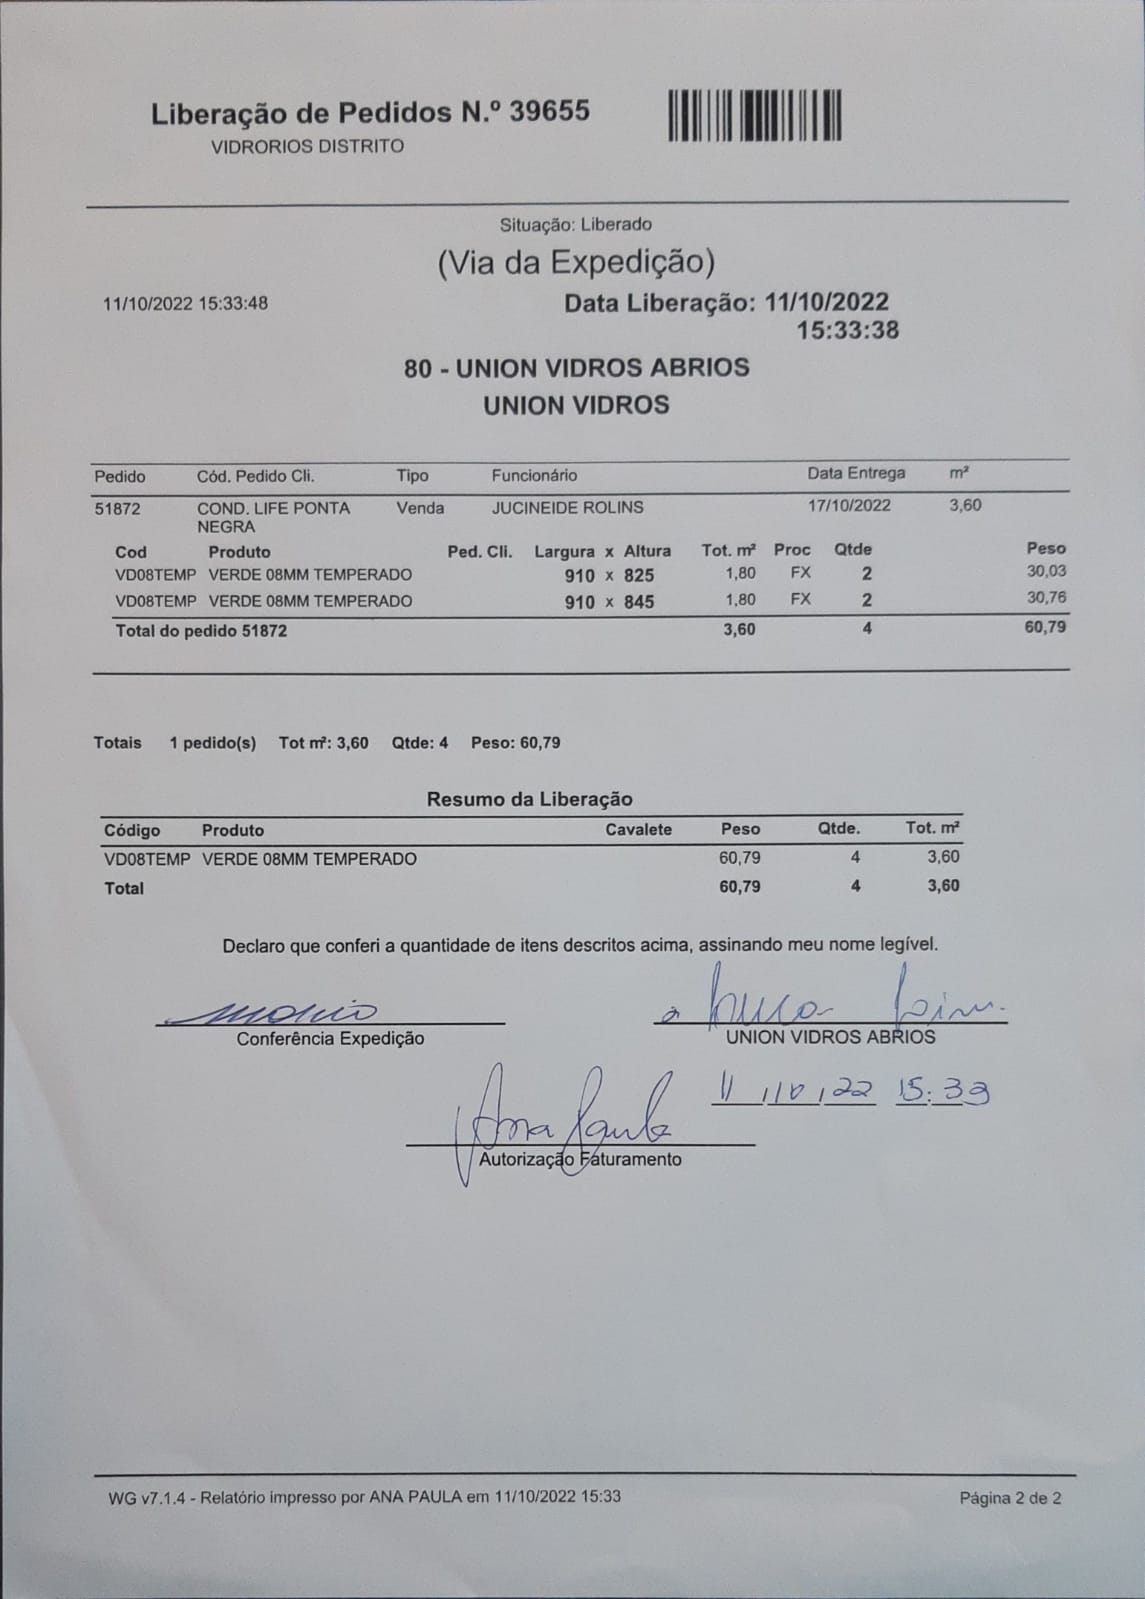 Liberação de Pedidos N.º 39655
VIDRORIOS DISTRITO
Situação: Liberado
(Via da Expedição)
11/10/2022 15:33:48 Data Liberação: 11/10/2022
15:33:38
80 - UNION VIDROS ABRIOS
UNION VIDROS
Pedido Cód. Pedido Cli. Tipo Funcionário Data Entrega m²
51872 COND. LIFE PONTA Venda JUCINEIDE ROLINS 17/10/2022 3,60
NEGRA
Cod Produto Ped. Cli. Largura x Altura Tot. m² Proc Qtde Peso
VD08TEMP VERDE 08MM TEMPERADO 910 x 825 1,80 FX 2 30,03
VD08TEMP VERDE 08MM TEMPERADO 910 x 845 1,80 FX 2 30,76
Total do pedido 51872 3,60 4 60,79
Totais 1 pedido(s) Tot m²: 3,60 Qtde: 4 Peso: 60,79
Resumo da Liberação
Código Produto Cavalete Peso Qtde. Tot. m²
VD08TEMP VERDE 08MM TEMPERADO 60,79 4 3,60
Total 60,79 4 3,60
Declaro que conferi a quantidade de itens descritos acima, assinando meu nome legível.
Conferência Expedição UNION VIDROS ABRIOS
11/10/22 15:39
Ana Paula
Autorização Faturamento
WG v7.1.4 - Relatório impresso por ANA PAULA em 11/10/2022 15:33 Página 2 de 2